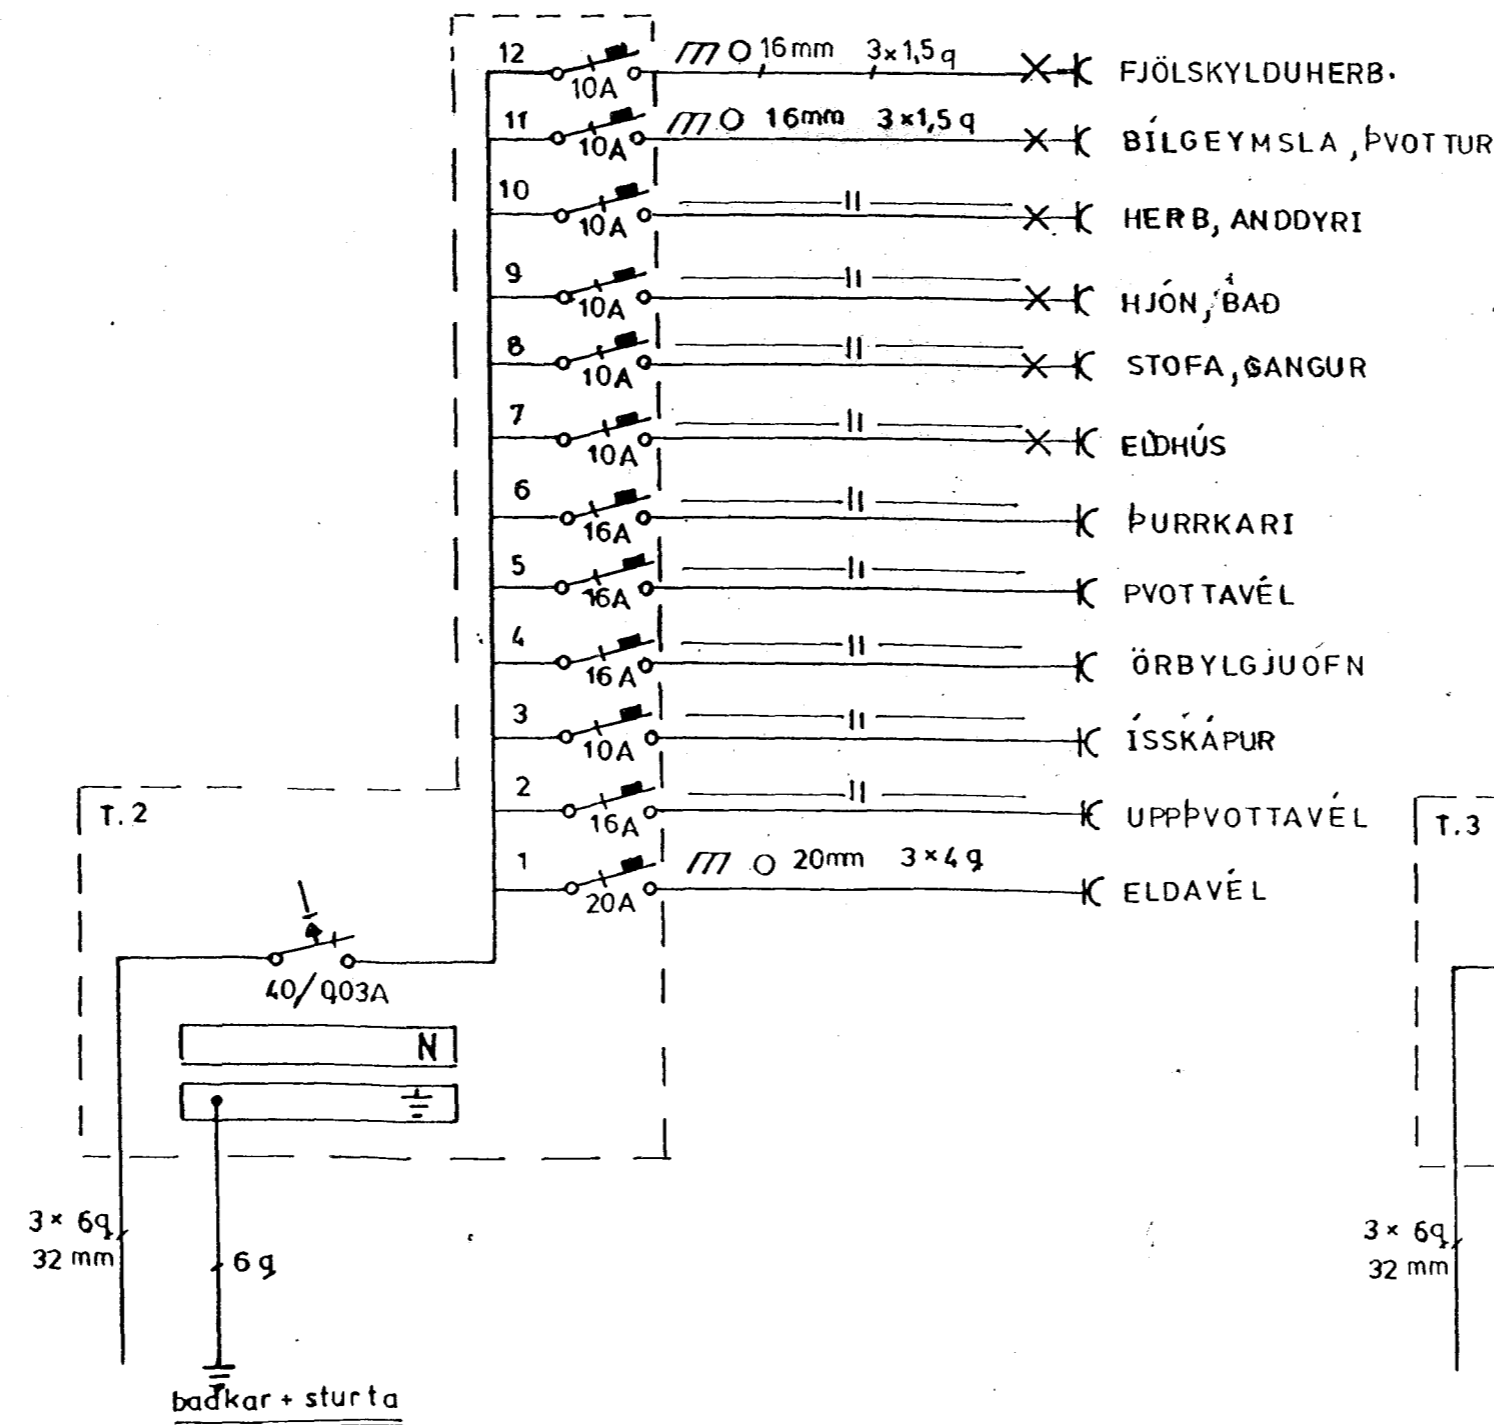 12 10A 16mm 3×1,5q FJÖLSKYLDUHERB.
11 10A 16mm 3×1,5q BÍLGEYMSLA, ÞVOTTUR
10 10A HERB, ANDDYRI
9 10A HJÓN, BAÐ
8 10A STOFA, GANGUR
7 10A ELDHÚS
6 16A ÞURRKARI
5 16A PVOTTAVÉL
4 16A ÖRBYLGJUOFN
3 10A ÍSSKÁPUR
2 16A UPPÞVOTTAVÉL
1 20A 20mm 3×4q ELDAVÉL
T.2
40/0,03A
N
3×6q
32 mm
6q
baðkar + sturta
T.3
3×6q
32 mm